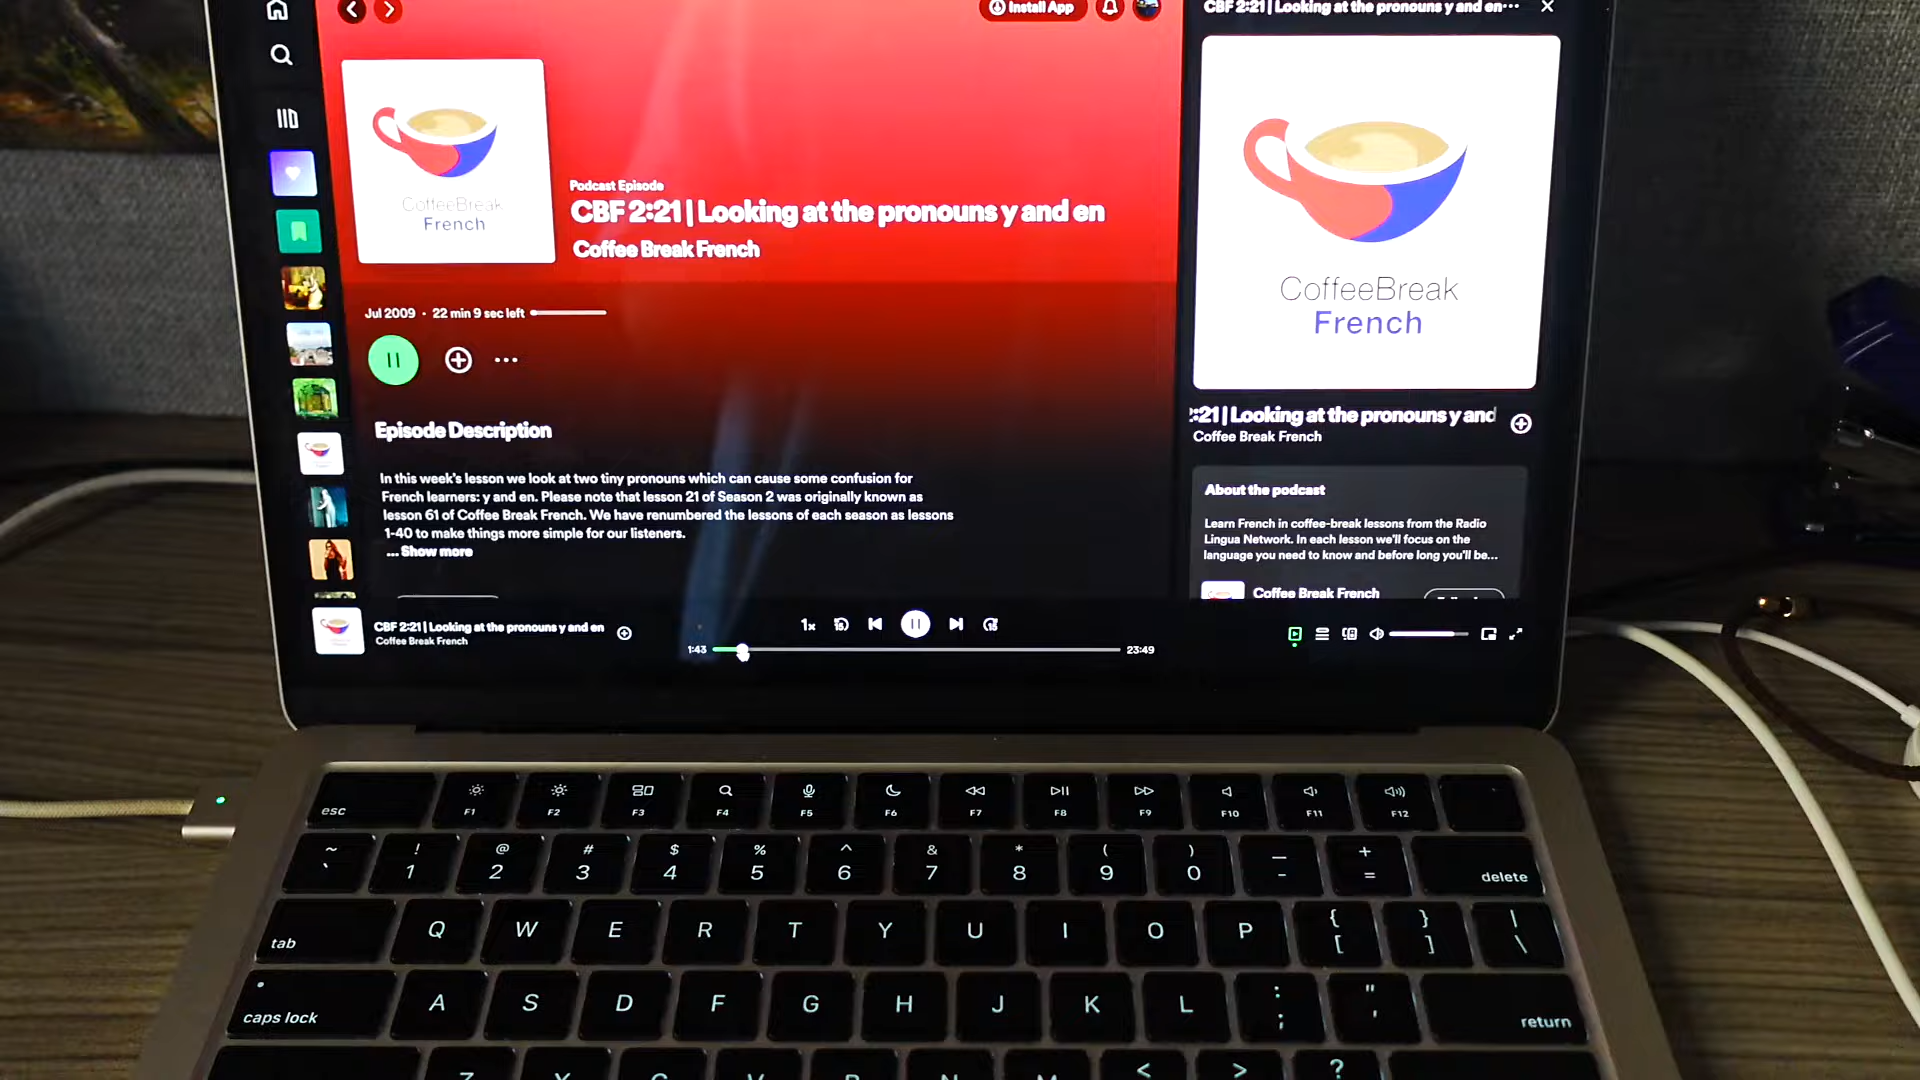 Install App
CBF 2:21 | Looking at the pronouns y and en...
CoffeeBreak
French
Podcast Episode
CBF 2:21 | Looking at the pronouns y and en
Coffee Break French
Jul 2009 · 22 min 9 sec left
Episode Description
In this week's lesson we look at two tiny pronouns which can cause some confusion for
French learners: y and en. Please note that lesson 21 of Season 2 was originally known as
lesson 61 of Coffee Break French. We have renumbered the lessons of each season as lessons
1-40 to make things more simple for our listeners.
... Show more
CoffeeBreak
French
:21 | Looking at the pronouns y and
Coffee Break French
About the podcast
Learn French in coffee-break lessons from the Radio
Lingua Network. In each lesson we'll focus on the
language you need to know and before long you'll be...
Coffee Break French
CBF 2:21 | Looking at the pronouns y and en
Coffee Break French
1x 15 15
1:43 23:49
esc F1 F2 F3 F4 F5 F6 F7 F8 F9 F10 F11 F12
~ ! @ # $ % ^ & * ( ) — +
` 1 2 3 4 5 6 7 8 9 0 - = delete
tab Q W E R T Y U I O P { [ } ] | \
caps lock A S D F G H J K L : ; " ' return
Z X C V B N M < > ?